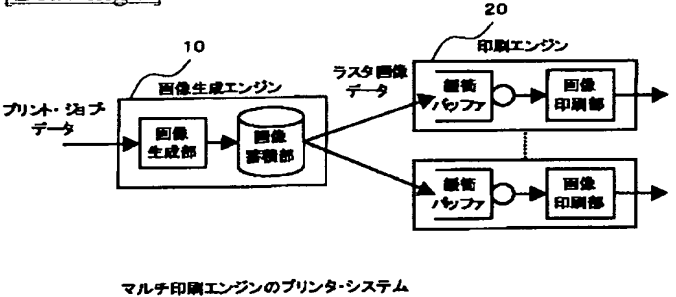 10
画像生成エンジン
プリント・ジョブ・
データ
画像
生成部
画像
蓄積部
ラスタ画像
データ
20
印刷エンジン
緩衝
バッファ
画像
印刷部
緩衝
バッファ
画像
印刷部
マルチ印刷エンジンのプリンタ・システム